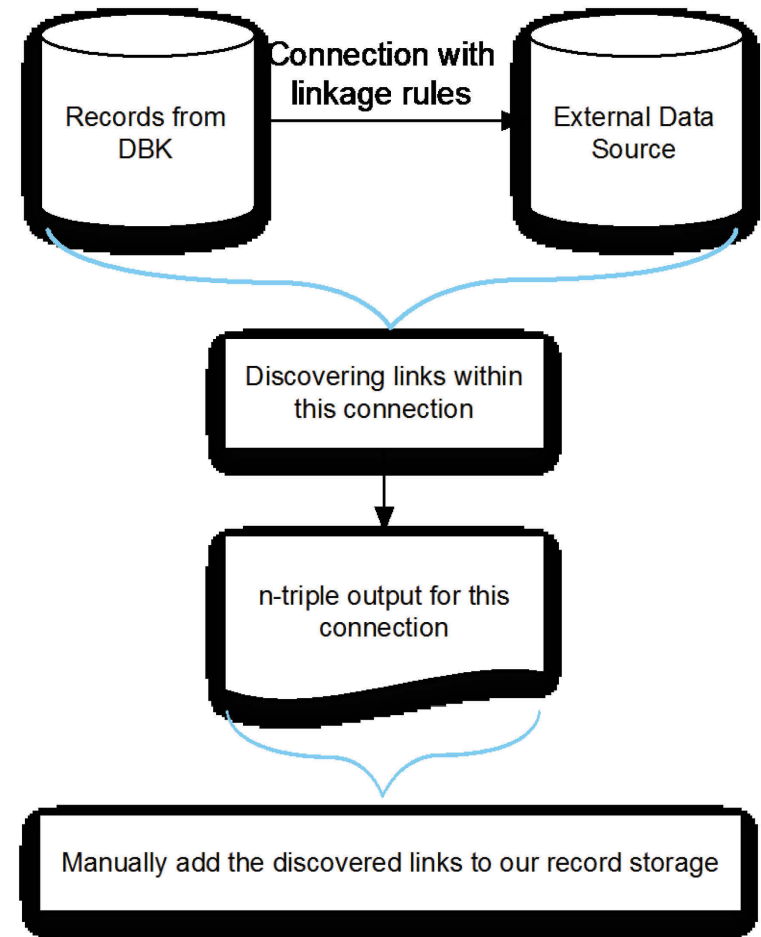 Connection with
linkage rules
Records from
DBK
External Data
Source
Discovering links within
this connection
n-triple output for this
connection
Manually add the discovered links to our record storage